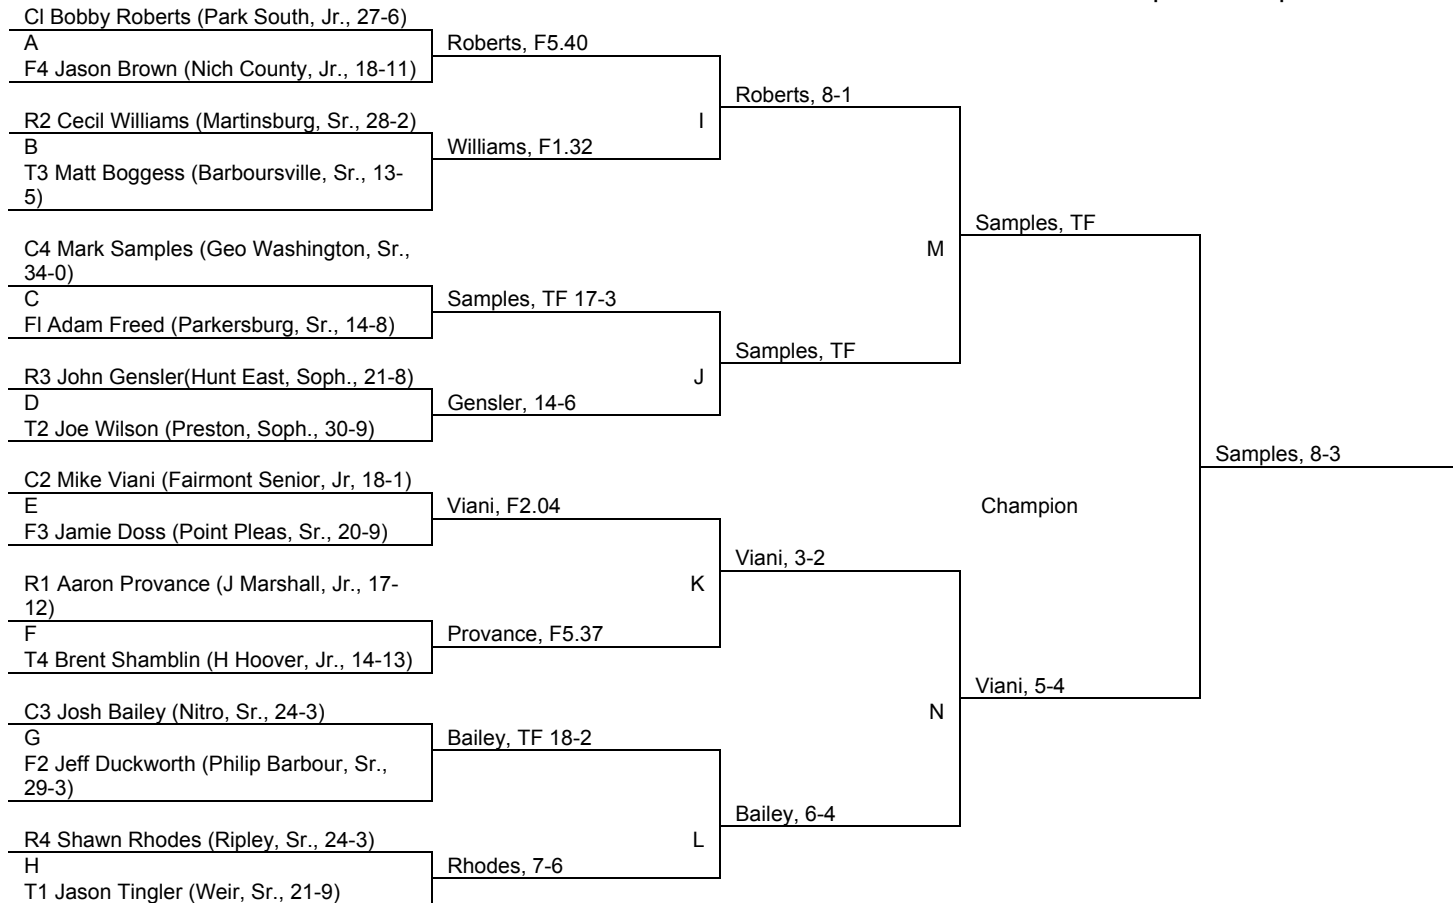 Cl Bobby Roberts (Park South, Jr., 27-6)
A
Roberts, F5.40
F4 Jason Brown (Nich County, Jr., 18-11)
Roberts, 8-1
R2 Cecil Williams (Martinsburg, Sr., 28-2)
I
B
Williams, F1.32
T3 Matt Boggess (Barboursville, Sr., 13-
5)
Samples, TF
C4 Mark Samples (Geo Washington, Sr.,
34-0)
M
C
Samples, TF 17-3
Fl Adam Freed (Parkersburg, Sr., 14-8)
Samples, TF
R3 John Gensler(Hunt East, Soph., 21-8)
J
D
Gensler, 14-6
T2 Joe Wilson (Preston, Soph., 30-9)
Samples, 8-3
C2 Mike Viani (Fairmont Senior, Jr, 18-1)
E
Viani, F2.04
Champion
F3 Jamie Doss (Point Pleas, Sr., 20-9)
Viani, 3-2
R1 Aaron Provance (J Marshall, Jr., 17-
12)
K
F
Provance, F5.37
T4 Brent Shamblin (H Hoover, Jr., 14-13)
Viani, 5-4
C3 Josh Bailey (Nitro, Sr., 24-3)
N
G
Bailey, TF 18-2
F2 Jeff Duckworth (Philip Barbour, Sr.,
29-3)
Bailey, 6-4
R4 Shawn Rhodes (Ripley, Sr., 24-3)
L
H
Rhodes, 7-6
T1 Jason Tingler (Weir, Sr., 21-9)